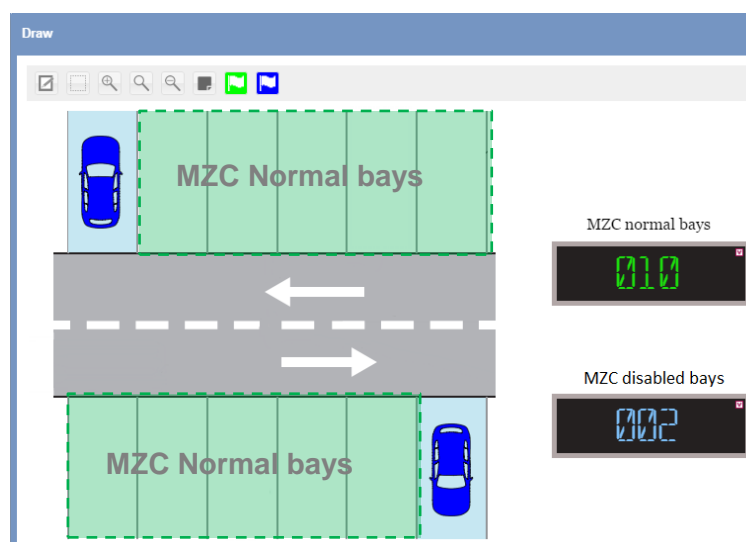 Draw
MZC Normal bays
MZC normal bays
010
MZC disabled bays
002
MZC Normal bays